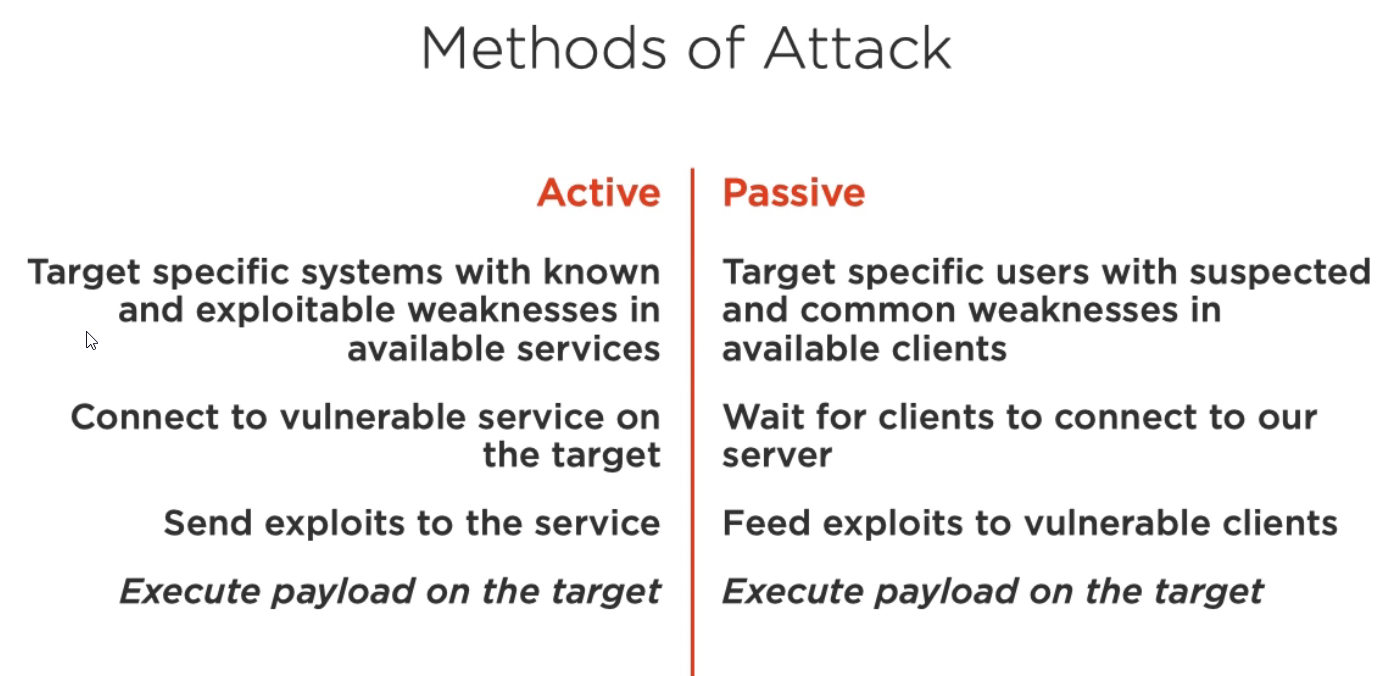 Methods of Attack
Active
Target specific systems with known
and exploitable weaknesses in
available services
Connect to vulnerable service on
the target
Send exploits to the service
Execute payload on the target
Passive
Target specific users with suspected
and common weaknesses in
available clients
Wait for clients to connect to our
server
Feed exploits to vulnerable clients
Execute payload on the target